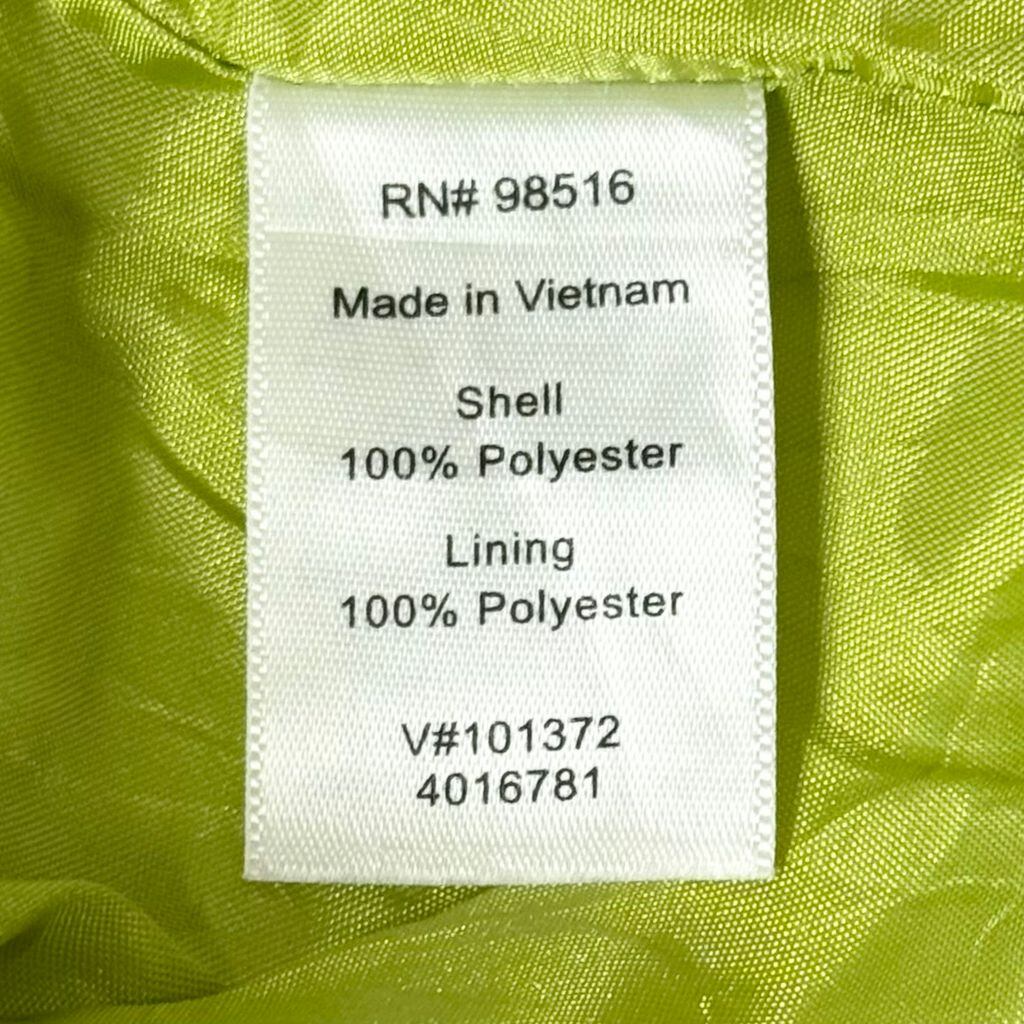 RN# 98516
Made in Vietnam
Shell
100% Polyester
Lining
100% Polyester
V#101372
4016781